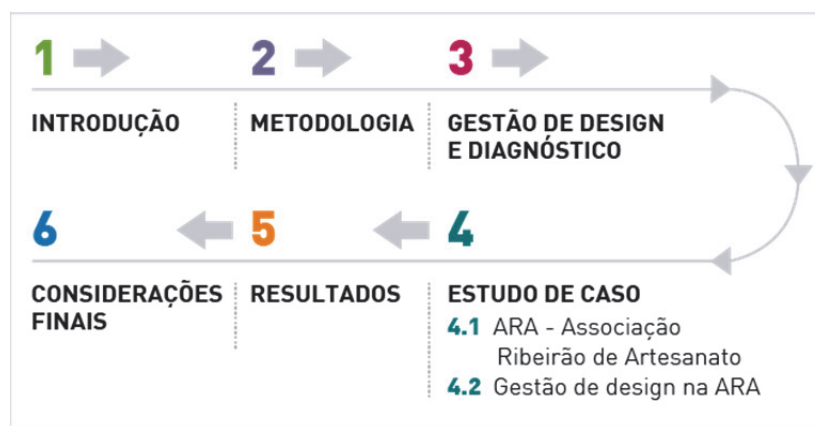 1
2
3
INTRODUÇÃO
METODOLOGIA
GESTÃO DE DESIGN
E DIAGNÓSTICO
6
5
4
CONSIDERAÇÕES
FINAIS
RESULTADOS
ESTUDO DE CASO
4.1 ARA - Associação
Ribeirão de Artesanato
4.2 Gestão de design na ARA